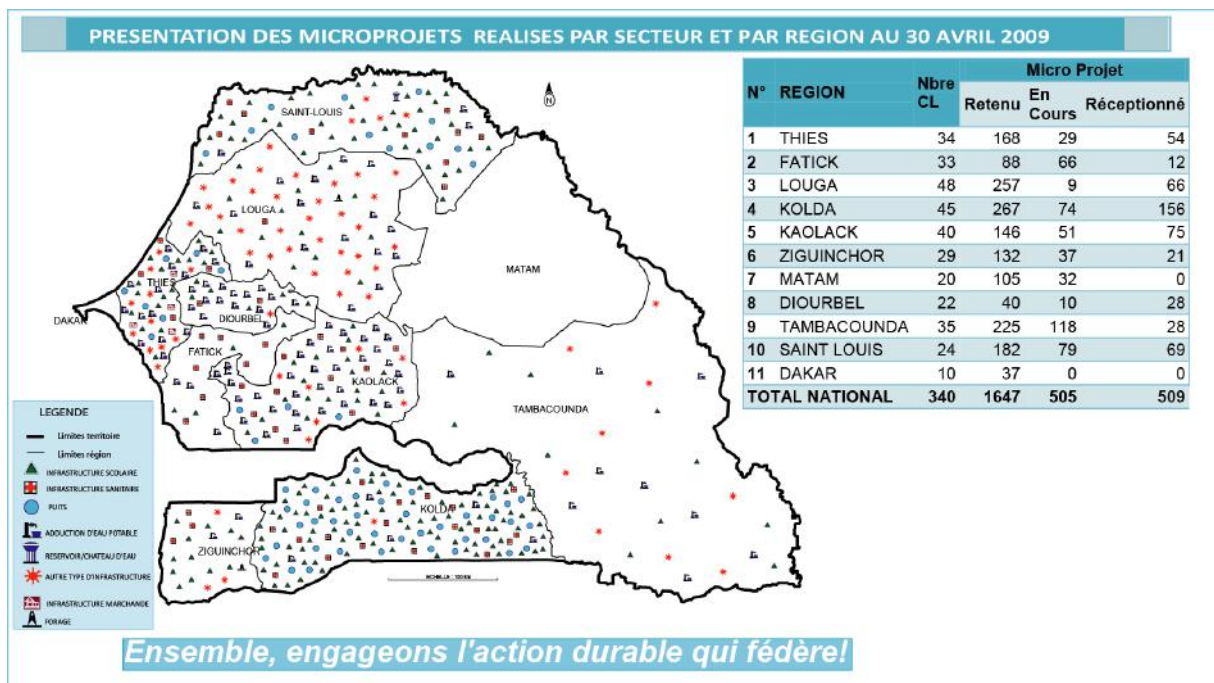 PRESENTATION DES MICROPROJETS REALISES PAR SECTEUR ET PAR REGION AU 30 AVRIL 2009
N
SAINT-LOUIS
LOUGA
MATAM
THIES
DIOURBEL
DAKAR
FATICK
KAOLACK
TAMBACOUNDA
KOLDA
ZIGUINCHOR
ECHELLE : 100 KM
LEGENDE
Limites territoire
Limites région
INFRASTRUCTURE SCOLAIRE
INFRASTRUCTURE SANITAIRE
PUITS
ADDUCTION D'EAU POTABLE
RESERVOIR/CHATEAU D'EAU
AUTRE TYPE D'INFRASTRUCTURE
INFRASTRUCTURE MARCHANDE
FORAGE
N° REGION Nbre CL Micro Projet
Retenu En Cours Réceptionné
1 THIES 34 168 29 54
2 FATICK 33 88 66 12
3 LOUGA 48 257 9 66
4 KOLDA 45 267 74 156
5 KAOLACK 40 146 51 75
6 ZIGUINCHOR 29 132 37 21
7 MATAM 20 105 32 0
8 DIOURBEL 22 40 10 28
9 TAMBACOUNDA 35 225 118 28
10 SAINT LOUIS 24 182 79 69
11 DAKAR 10 37 0 0
TOTAL NATIONAL 340 1647 505 509
Ensemble, engageons l'action durable qui fédère!